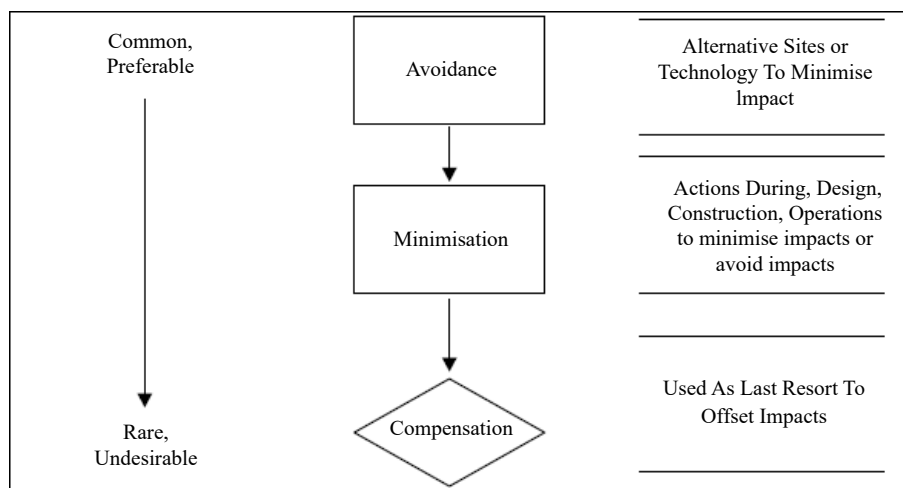 Common,
Preferable
Avoidance
Alternative Sites or
Technology To Minimise
lmpact
Minimisation
Actions During, Design,
Construction, Operations
to minimise impacts or
avoid impacts
Compensation
Used As Last Resort To
Offset Impacts
Rare,
Undesirable